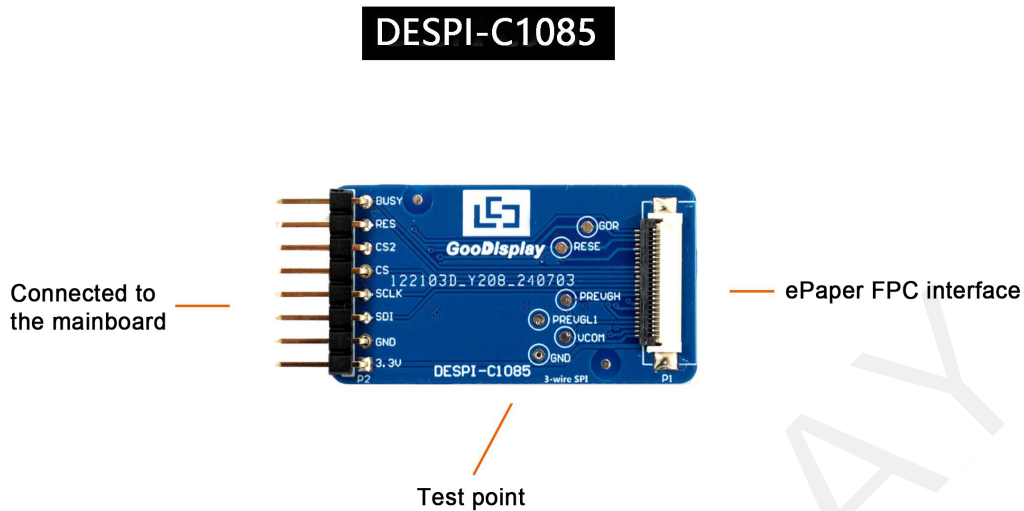 DESPI-C1085
BUSY
RES
CS2
CS
SCLK
SDI
GND
3.3V
P2
GooDisplay
GDR
RESE
122103D_Y208_240703
PREVGH
PREVGL1
VCOM
GND
DESPI-C1085
3-wire SPI
P1
Connected to
the mainboard
ePaper FPC interface
Test point
AY